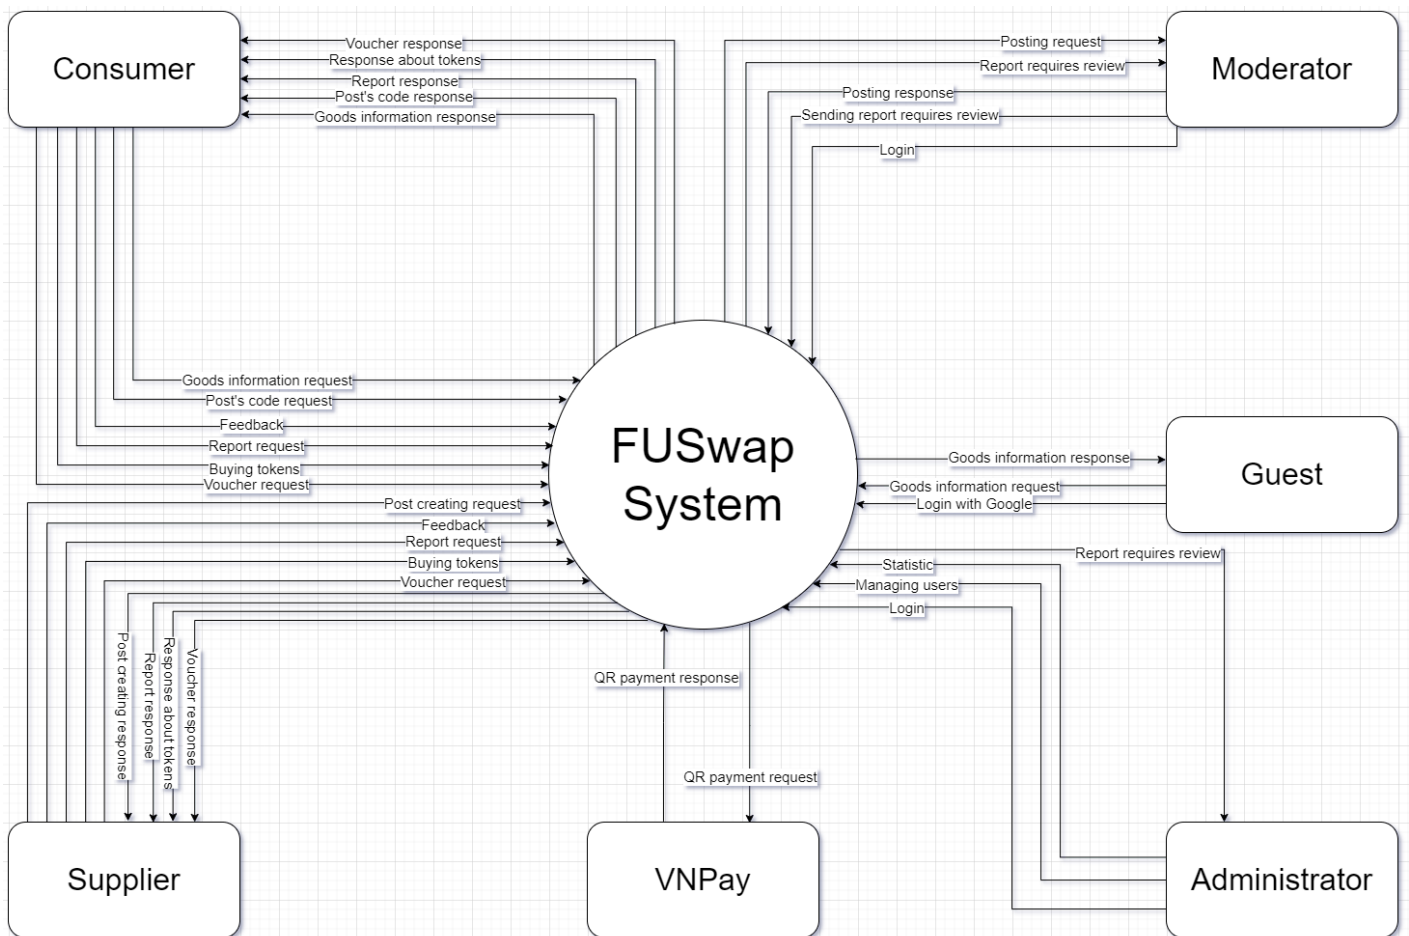 Consumer
Voucher response
Response about tokens
Report response
Post's code response
Goods information response
Posting request
Report requires review
Posting response
Sending report requires review
Login
Moderator
Goods information request
Post's code request
Feedback
Report request
Buying tokens
Voucher request
Post creating request
Feedback
Report request
Buying tokens
Voucher request
FUSwap
System
Goods information response
Goods information request
Login with Google
Guest
Report requires review
Statistic
Managing users
Login
Post creating response
Report response
Response about tokens
Voucher response
QR payment response
QR payment request
Supplier
VNPay
Administrator